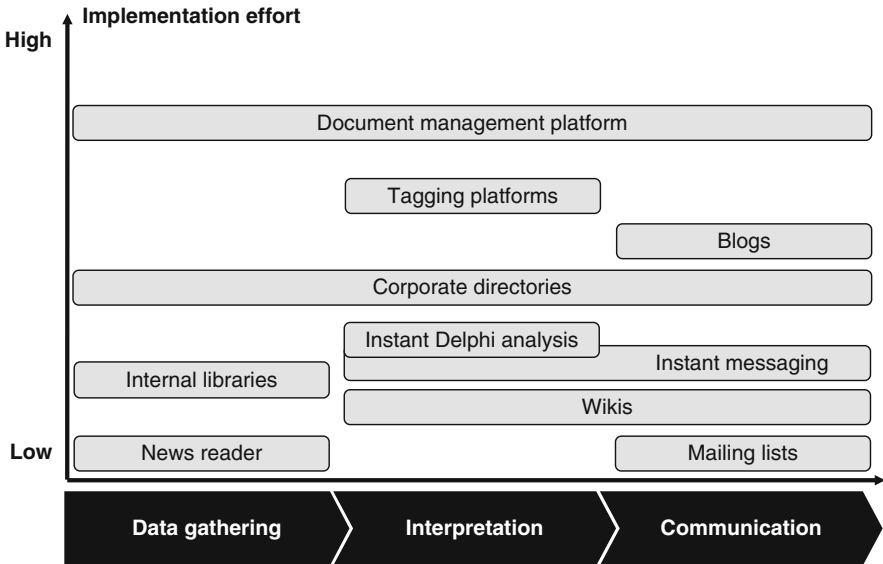 Implementation effort
High
Document management platform
Tagging platforms
Blogs
Corporate directories
Instant Delphi analysis
Instant messaging
Internal libraries
Wikis
Low
News reader
Mailing lists
Data gathering
Interpretation
Communication